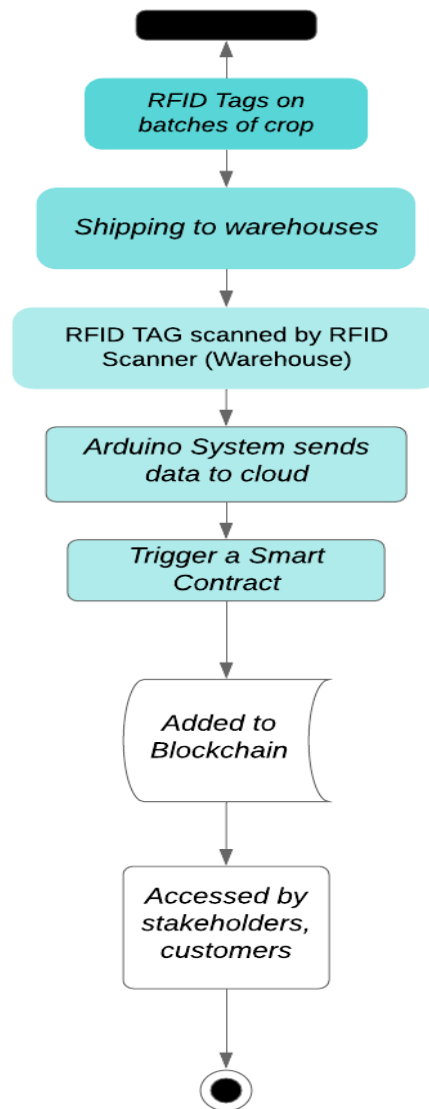 RFID Tags on
batches of crop
Shipping to warehouses
RFID TAG scanned by RFID
Scanner (Warehouse)
Arduino System sends
data to cloud
Trigger a Smart
Contract
Added to
Blockchain
Accessed by
stakeholders,
customers